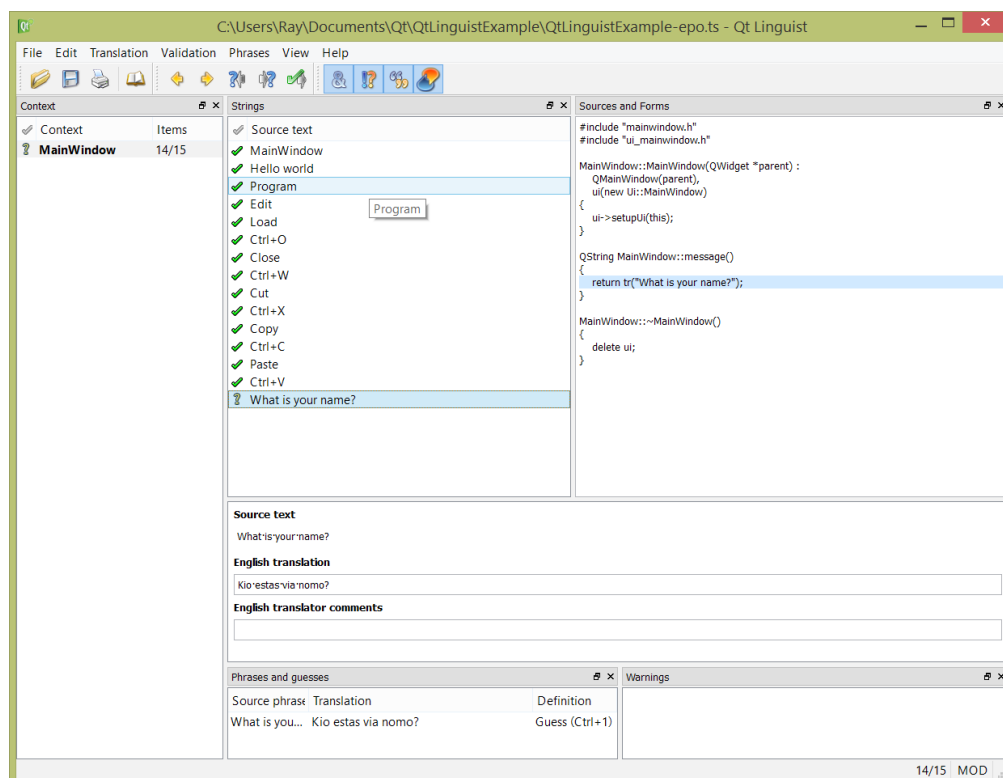 C:\Users\Ray\Documents\Qt\QtLinguistExample\QtLinguistExample-epo.ts - Qt Linguist
File Edit Translation Validation Phrases View Help
Context
Context Items
MainWindow 14/15
Strings
Source text
MainWindow
Hello world
Program
Edit
Program
Load
Ctrl+O
Close
Ctrl+W
Cut
Ctrl+X
Copy
Ctrl+C
Paste
Ctrl+V
What is your name?
Sources and Forms
#include "mainwindow.h"
#include "ui_mainwindow.h"
MainWindow::MainWindow(QWidget *parent) :
QMainWindow(parent),
ui(new Ui::MainWindow)
{
ui->setupUi(this);
}
QString MainWindow::message()
{
return tr("What is your name?");
}
MainWindow::~MainWindow()
{
delete ui;
}
Source text
What·is·your·name?
English translation
Kio·estas·via·nomo?
English translator comments
Phrases and guesses
Source phrase Translation Definition
What is you... Kio estas via nomo? Guess (Ctrl+1)
Warnings
14/15 MOD